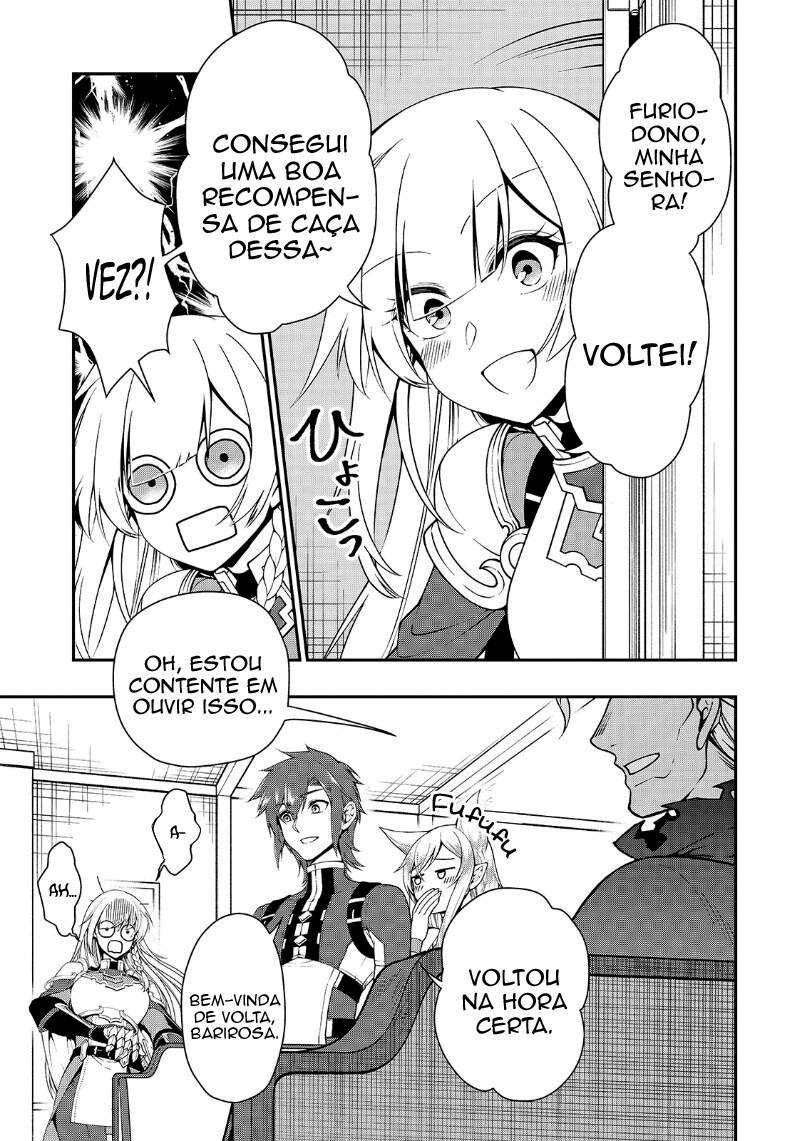 FURIO-
DONO,
MINHA
SENHO-
RA!
VOLTEI!
CONSEGUI
UMA BOA
RECOMPEN-
SA DE CAÇA
DESSA~
ひょこっ
VEZ?!
OH, ESTOU
CONTENTE EM
OUVIR ISSO...
Fufufu
VOLTOU
NA HORA
CERTA.
BEM-VINDA
DE VOLTA,
BARIROSA.
A-
AH...